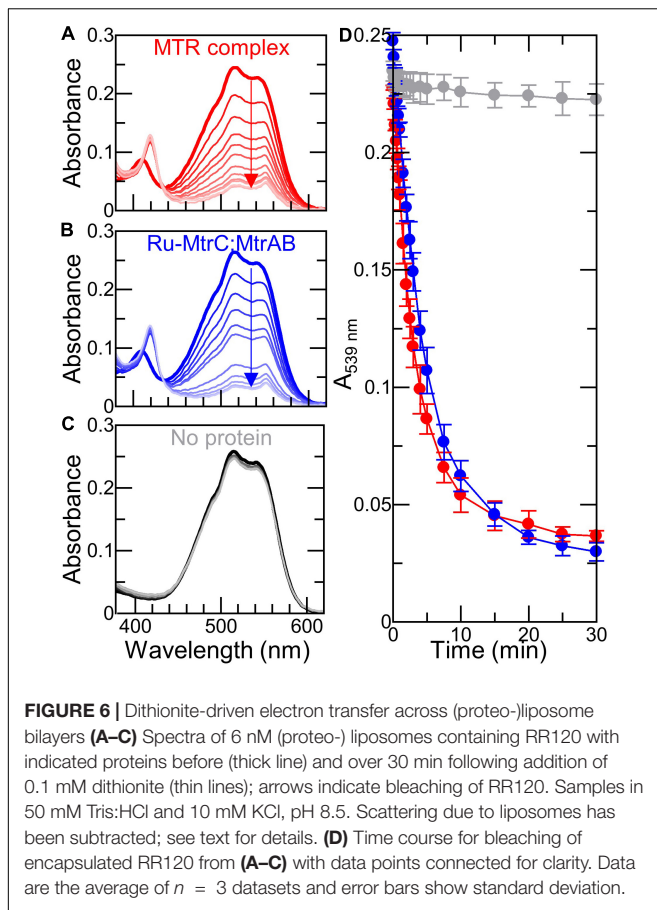 A
0.3
MTR complex
0.2
0.1
0
Absorbance
B
0.3
Ru-MtrC:MtrAB
0.2
0.1
0
Absorbance
C
0.3
No protein
0.2
0.1
0
Absorbance
400 500 600
Wavelength (nm)
D
0.25
0.20
0.15
0.10
0.05
0
A539 nm
0 10 20 30
Time (min)
FIGURE 6 | Dithionite-driven electron transfer across (proteo-)liposome
bilayers (A–C) Spectra of 6 nM (proteo-) liposomes containing RR120 with
indicated proteins before (thick line) and over 30 min following addition of
0.1 mM dithionite (thin lines); arrows indicate bleaching of RR120. Samples in
50 mM Tris:HCl and 10 mM KCl, pH 8.5. Scattering due to liposomes has
been subtracted; see text for details. (D) Time course for bleaching of
encapsulated RR120 from (A–C) with data points connected for clarity. Data
are the average of n = 3 datasets and error bars show standard deviation.